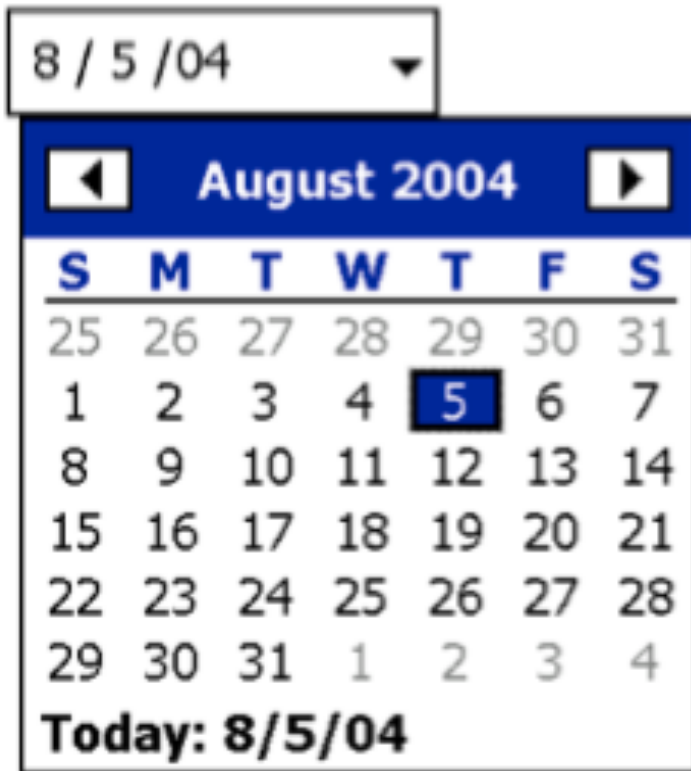 8 / 5 /04
August 2004
S M T W T F S
25 26 27 28 29 30 31
1 2 3 4 5 6 7
8 9 10 11 12 13 14
15 16 17 18 19 20 21
22 23 24 25 26 27 28
29 30 31 1 2 3 4
Today: 8/5/04